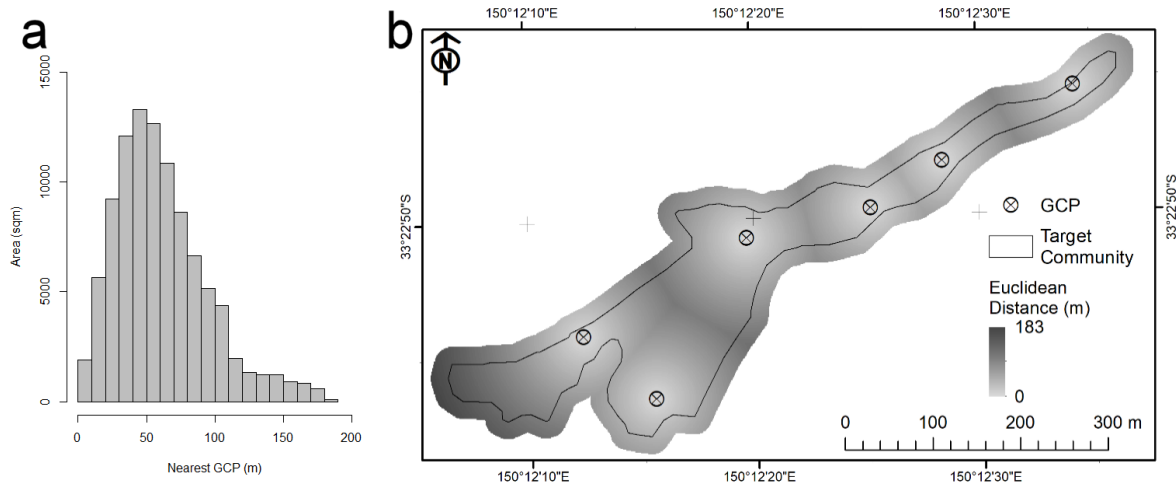 a
15000
10000
5000
0
Area (sqm)
0 50 100 150 200
Nearest GCP (m)
b
150°12'10"E 150°12'20"E 150°12'30"E
N
33°22'50"S
33°22'50"S
GCP
Target
Community
Euclidean
Distance (m)
183
0
0 100 200 300 m
150°12'10"E 150°12'20"E 150°12'30"E